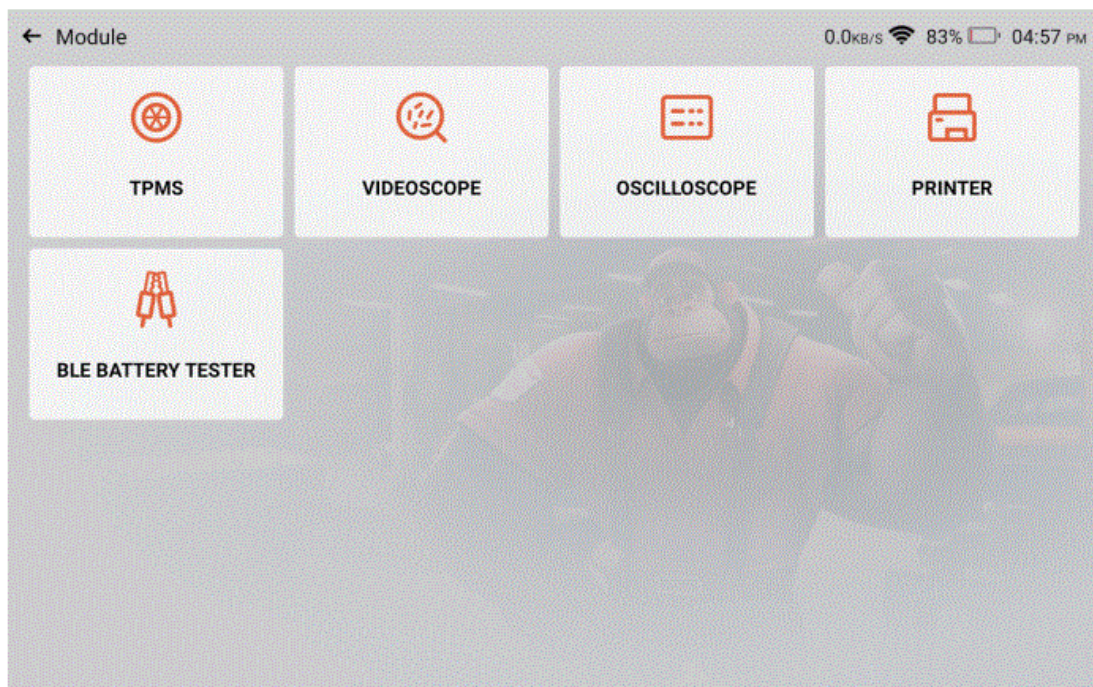 ← Module
0.0KB/S 83% 04:57 PM
TPMS
VIDEOSCOPE
OSCILLOSCOPE
PRINTER
BLE BATTERY TESTER